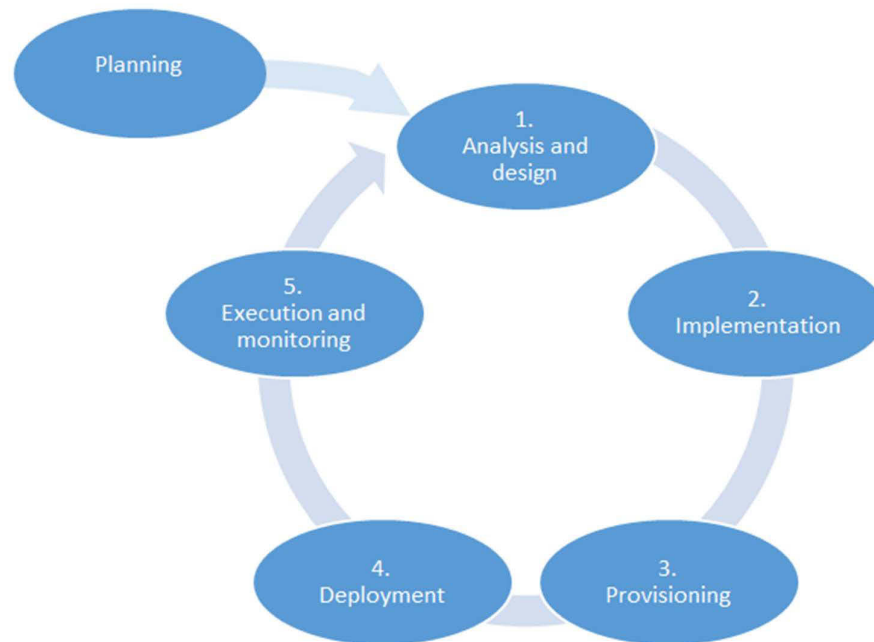 Planning
1.
Analysis and
design
2.
Implementation
3.
Provisioning
4.
Deployment
5.
Execution and
monitoring